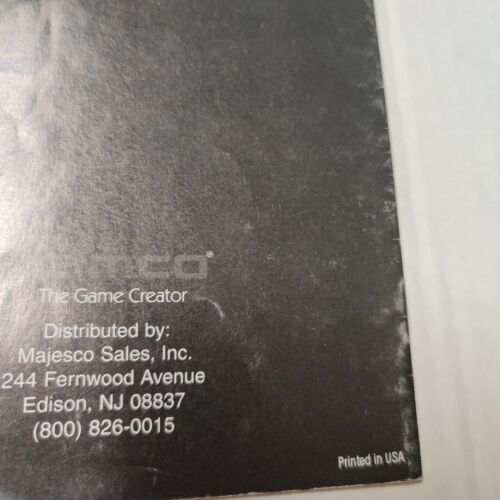 namco®
The Game Creator
Distributed by:
Majesco Sales, Inc.
244 Fernwood Avenue
Edison, NJ 08837
(800) 826-0015
Printed in USA